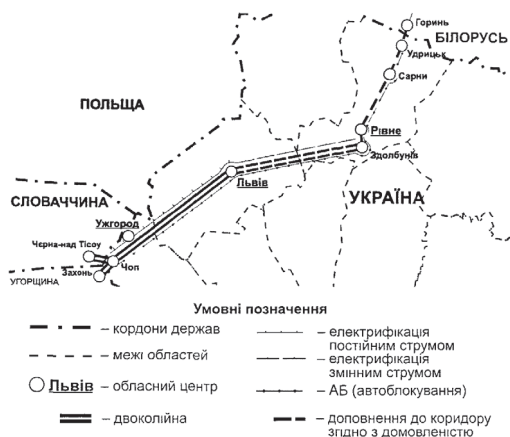 Горинь
БІЛОРУСЬ
Удрицьк
Сарни
ПОЛЬЩА
Рівне
Здолбунів
Львів
УКРАЇНА
СЛОВАЧЧИНА
Ужгород
Чєрна-над Тісоу
Чоп
Захонь
УГОРЩИНА
Умовні позначення
– кордони держав
– межі областей
Львів – обласний центр
– двоколійна
– електрифікація
постійним струмом
– електрифікація
змінним струмом
– АБ (автоблокування)
– доповнення до коридору
згідно з домовленістю